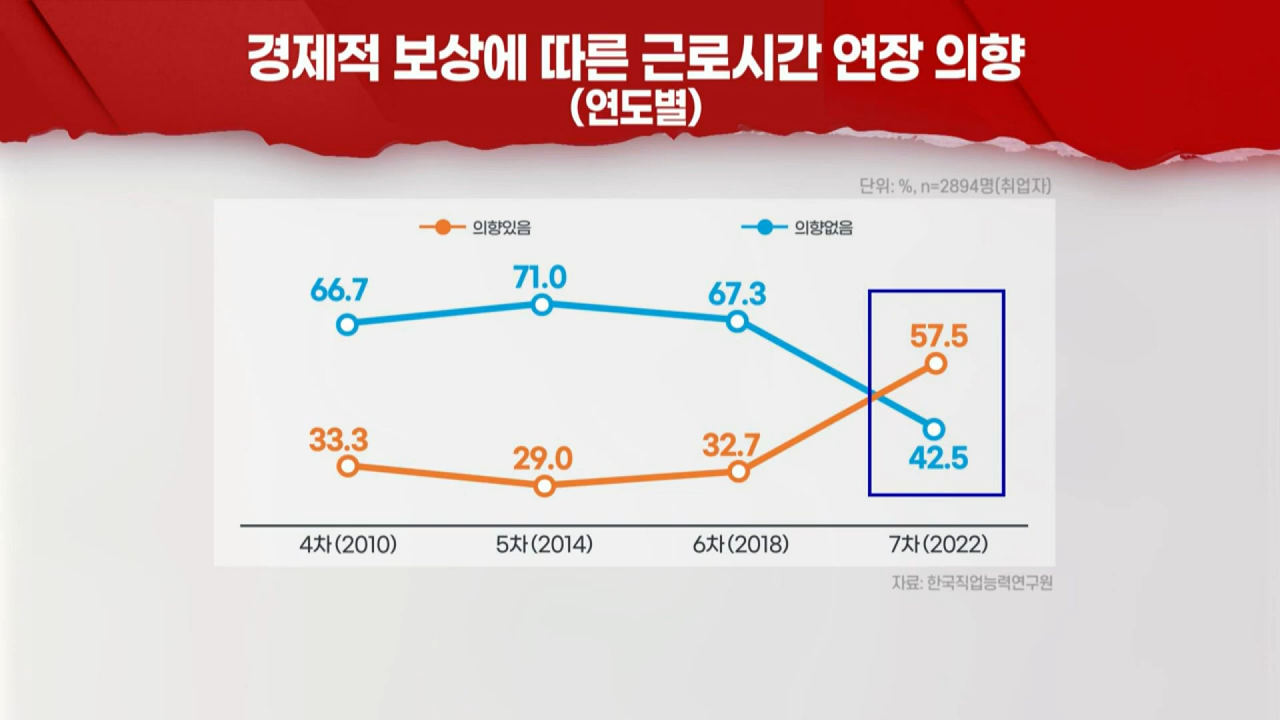 경제적 보상에 따른 근로시간 연장 의향
(연도별)
단위: %, n=2894명(취업자)
의향있음 의향없음
66.7 71.0 67.3 57.5
33.3 29.0 32.7 42.5
4차(2010) 5차(2014) 6차(2018) 7차(2022)
자료: 한국직업능력연구원